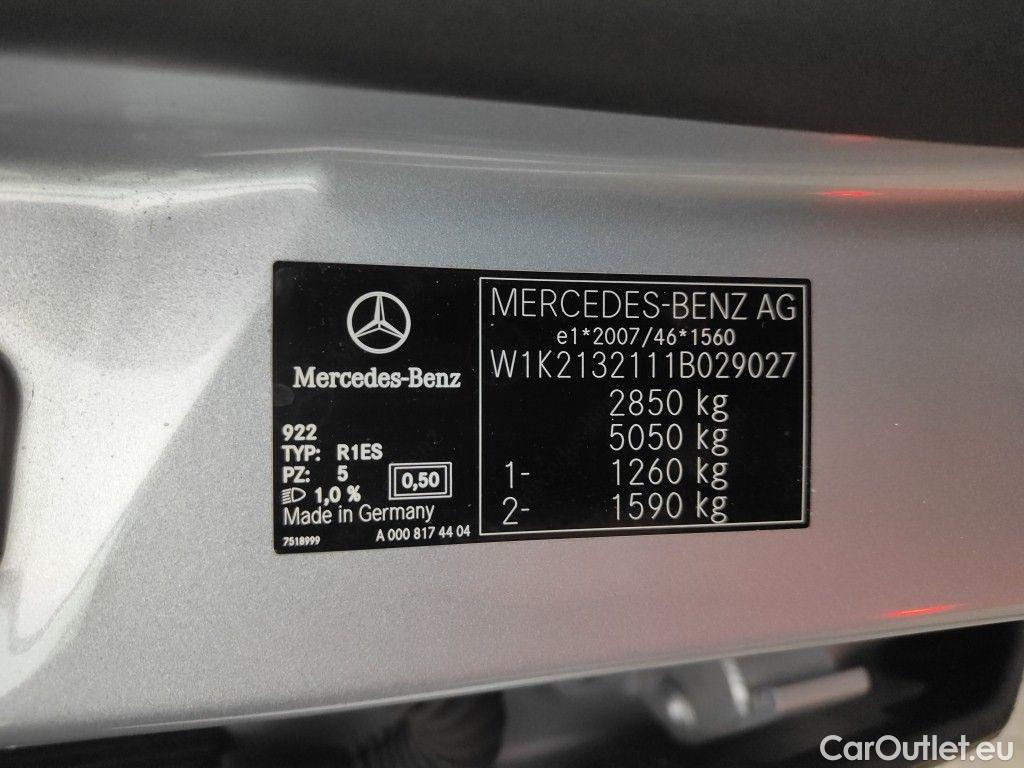 Mercedes-Benz
922
TYP: R1ES
PZ: 5
1,0 %
0,50
Made in Germany
7518999
A 000 817 44 04
MERCEDES-BENZ AG
e1*2007/46*1560
W1K2132111B029027
2850 kg
5050 kg
1- 1260 kg
2- 1590 kg
CarOutlet.eu